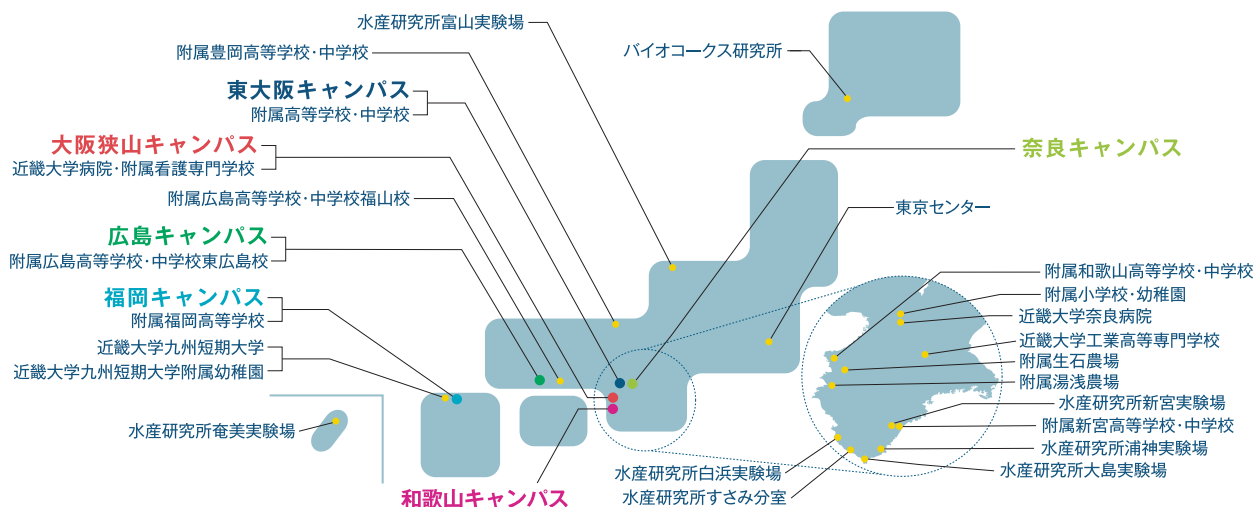 水産研究所富山実験場
附属豊岡高等学校・中学校
東大阪キャンパス
附属高等学校・中学校
大阪狭山キャンパス
近畿大学病院・附属看護専門学校
附属広島高等学校・中学校福山校
広島キャンパス
附属広島高等学校・中学校東広島校
福岡キャンパス
附属福岡高等学校
近畿大学九州短期大学
近畿大学九州短期大学附属幼稚園
水産研究所奄美実験場
和歌山キャンパス
バイオコークス研究所
奈良キャンパス
東京センター
附属和歌山高等学校・中学校
附属小学校・幼稚園
近畿大学奈良病院
近畿大学工業高等専門学校
附属生石農場
附属湯浅農場
水産研究所新宮実験場
附属新宮高等学校・中学校
水産研究所浦神実験場
水産研究所大島実験場
水産研究所白浜実験場
水産研究所すさみ分室